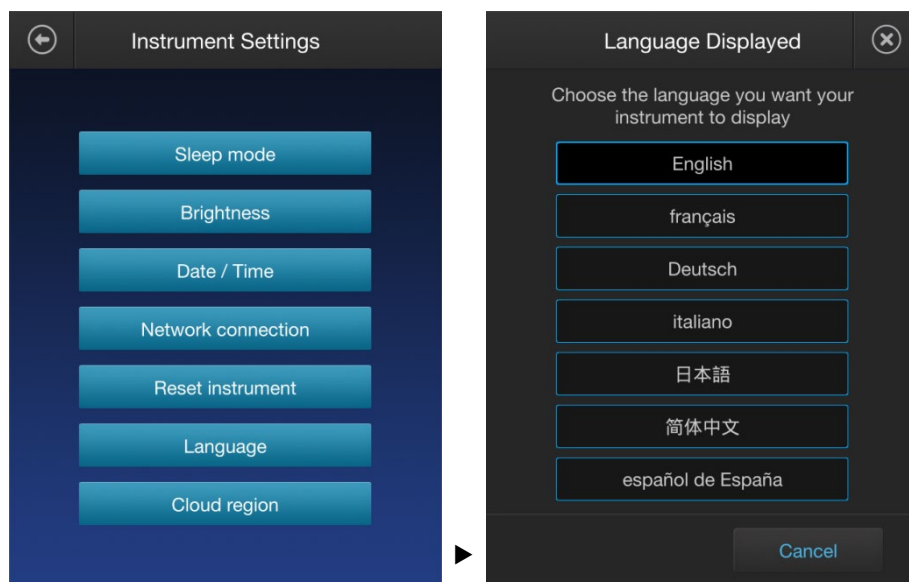 Instrument Settings
Sleep mode
Brightness
Date / Time
Network connection
Reset instrument
Language
Cloud region
Language Displayed
Choose the language you want your
instrument to display
English
français
Deutsch
italiano
日本語
简体中文
español de España
Cancel